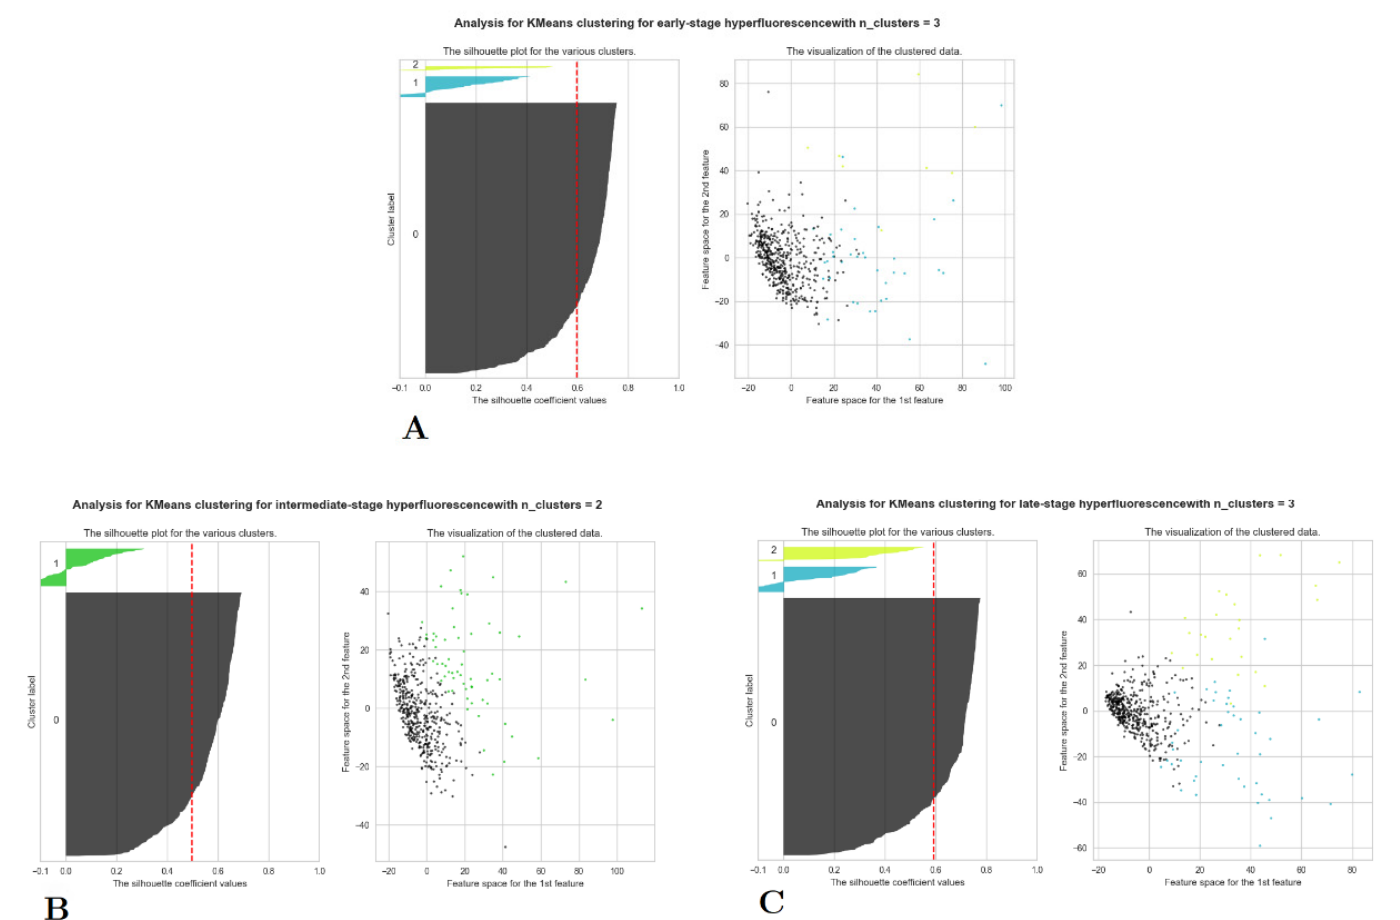 Analysis for KMeans clustering for early-stage hyperfluorescencewith n_clusters = 3
The silhouette plot for the various clusters.
The visualization of the clustered data.
2
1
0
Cluster label
−0.1 0.0 0.2 0.4 0.6 0.8 1.0
The silhouette coefficient values
80
60
40
20
0
−20
−40
Feature space for the 2nd feature
−20 0 20 40 60 80 100
Feature space for the 1st feature
A
Analysis for KMeans clustering for intermediate-stage hyperfluorescencewith n_clusters = 2
The silhouette plot for the various clusters.
The visualization of the clustered data.
1
0
Cluster label
−0.1 0.0 0.2 0.4 0.6 0.8 1.0
The silhouette coefficient values
40
20
0
−20
−40
Feature space for the 2nd feature
−20 0 20 40 60 80 100
Feature space for the 1st feature
B
Analysis for KMeans clustering for late-stage hyperfluorescencewith n_clusters = 3
The silhouette plot for the various clusters.
The visualization of the clustered data.
2
1
0
Cluster label
−0.1 0.0 0.2 0.4 0.6 0.8 1.0
The silhouette coefficient values
60
40
20
0
−20
−40
−60
Feature space for the 2nd feature
−20 0 20 40 60 80
Feature space for the 1st feature
C